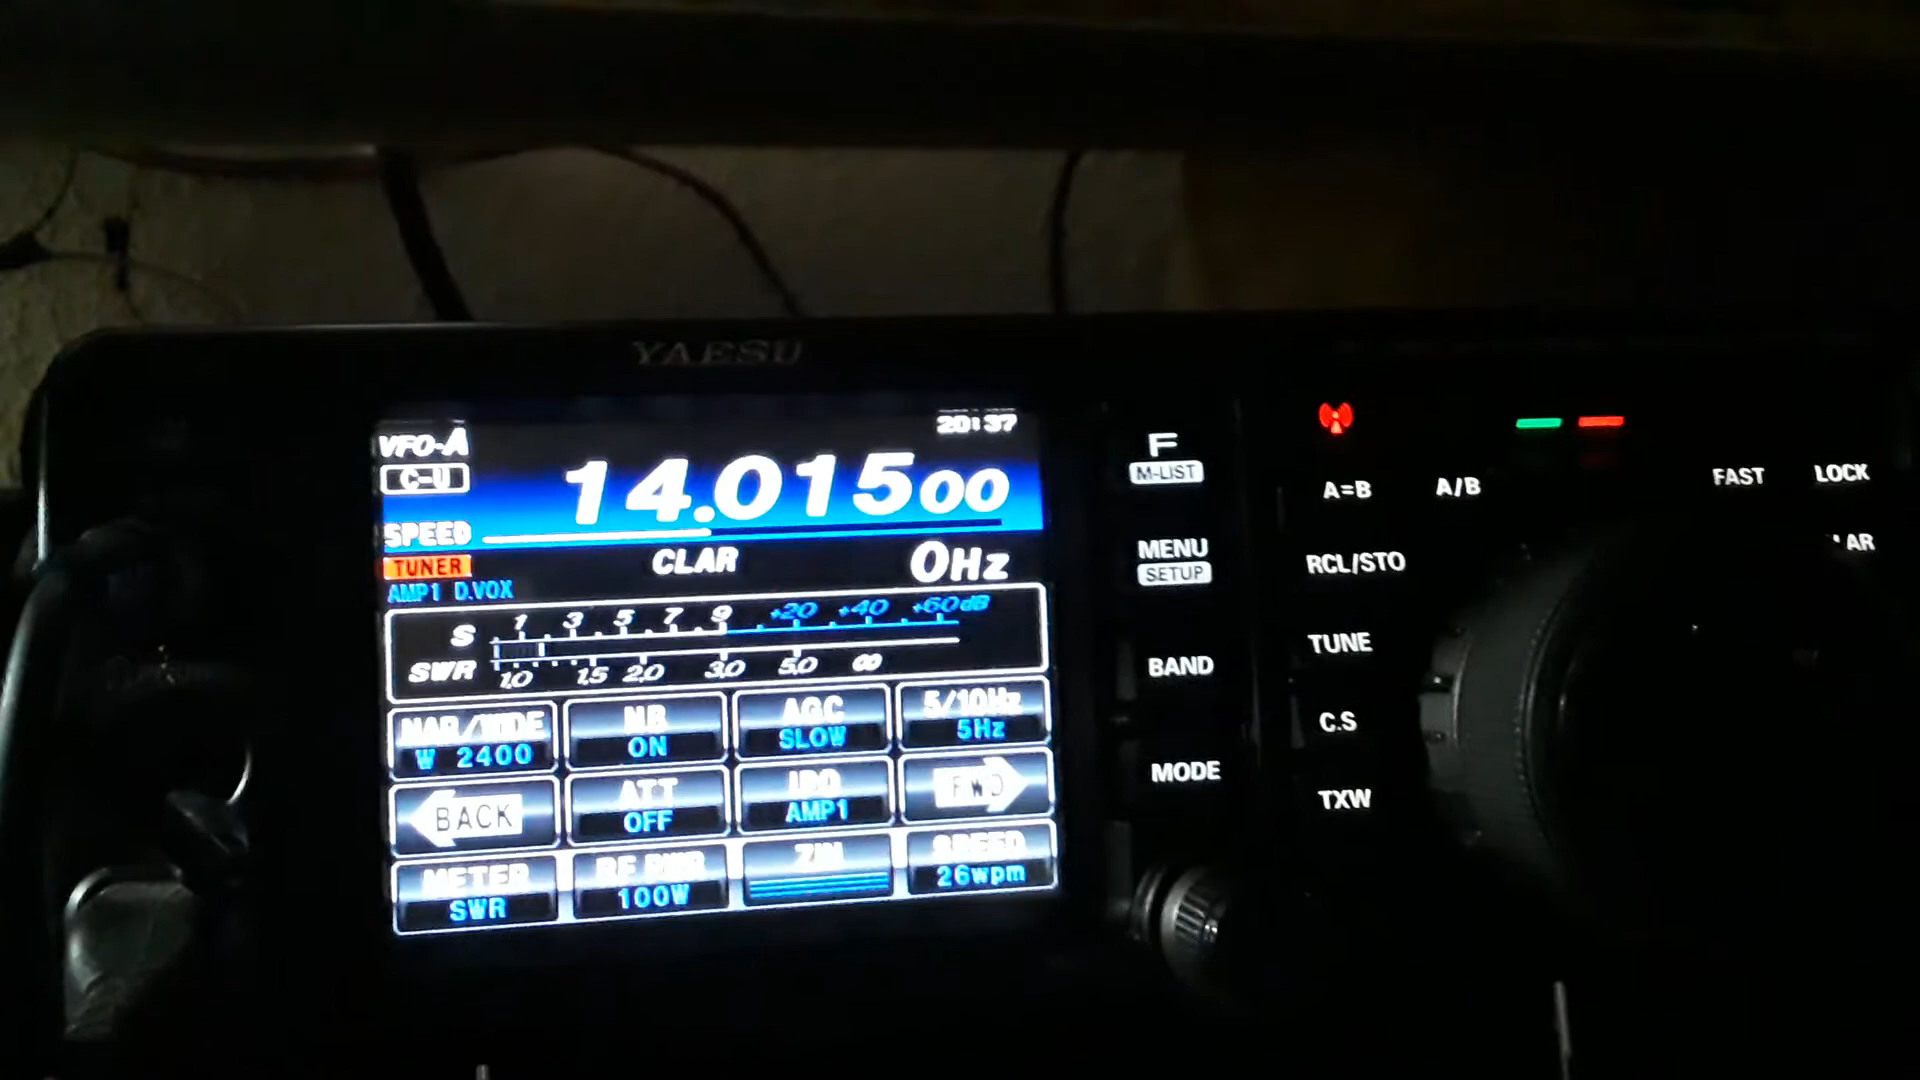 YAESU
20:37
VFO-A
C-U
14.01500
SPEED
TUNER
CLAR
0Hz
AMP1 D.VOX
S 1 3 5 7 9 +20 +40 +60dB
SWR 1.0 1.5 2.0 3.0 5.0 ∞
NAR/WIDE NB AGC 5/10Hz
W 2400 ON SLOW 5Hz
BACK ATT IPO FWD
OFF AMP1
METER RF PWR ZIN SPEED
SWR 100W 26wpm
F
M-LIST
MENU
SETUP
BAND
MODE
A=B A/B
RCL/STO
TUNE
C.S
TXW
FAST LOCK